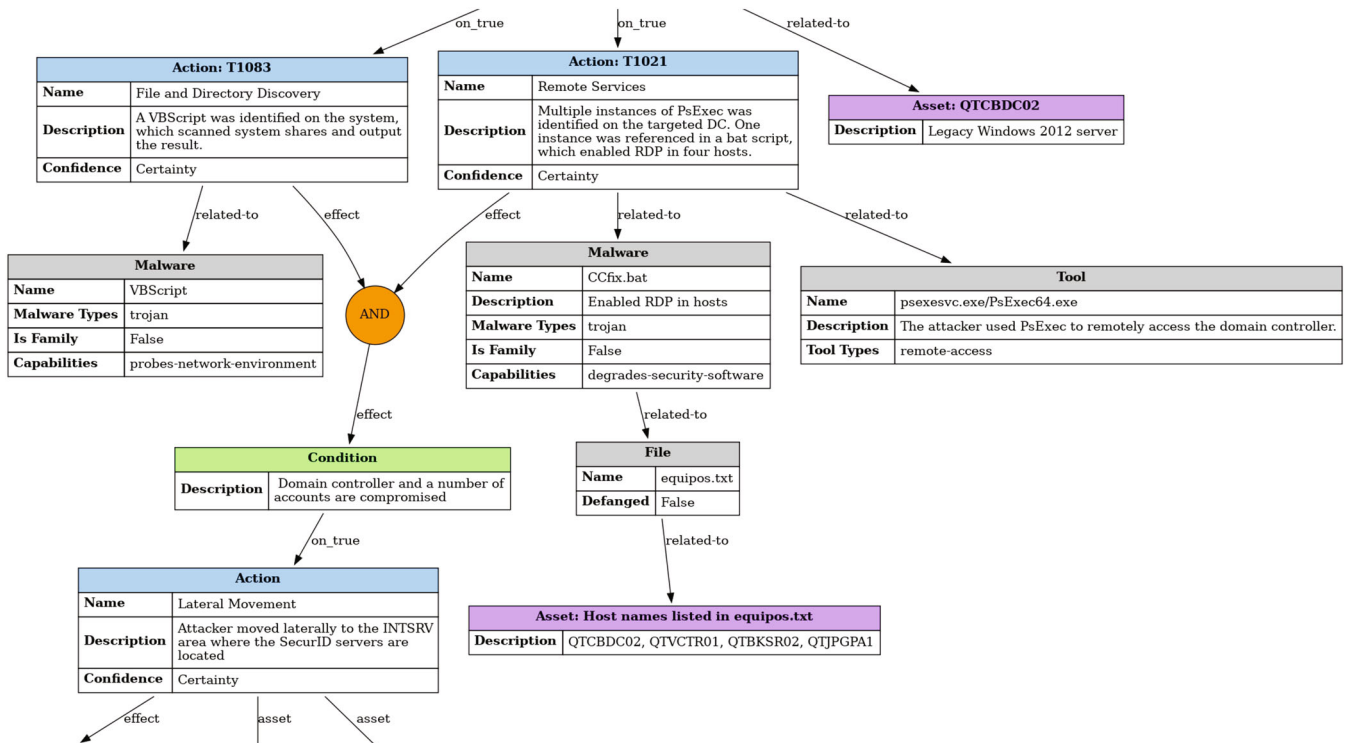 on_true
on_true
related-to
Action: T1083
Name File and Directory Discovery
Description A VBScript was identified on the system,
which scanned system shares and output
the result.
Confidence Certainty
Action: T1021
Name Remote Services
Description Multiple instances of PsExec was
identified on the targeted DC. One
instance was referenced in a bat script,
which enabled RDP in four hosts.
Confidence Certainty
Asset: QTCBDC02
Description Legacy Windows 2012 server
related-to
effect
effect
related-to
related-to
Malware
Name VBScript
Malware Types trojan
Is Family False
Capabilities probes-network-environment
AND
Malware
Name CCfix.bat
Description Enabled RDP in hosts
Malware Types trojan
Is Family False
Capabilities degrades-security-software
Tool
Name psexesvc.exe/PsExec64.exe
Description The attacker used PsExec to remotely access the domain controller.
Tool Types remote-access
effect
related-to
Condition
Description Domain controller and a number of
accounts are compromised
File
Name equipos.txt
Defanged False
on_true
related-to
Action
Name Lateral Movement
Description Attacker moved laterally to the INTSRV
area where the SecurID servers are
located
Confidence Certainty
Asset: Host names listed in equipos.txt
Description QTCBDC02, QTVCTR01, QTBKSR02, QTJPGPA1
effect
asset
asset